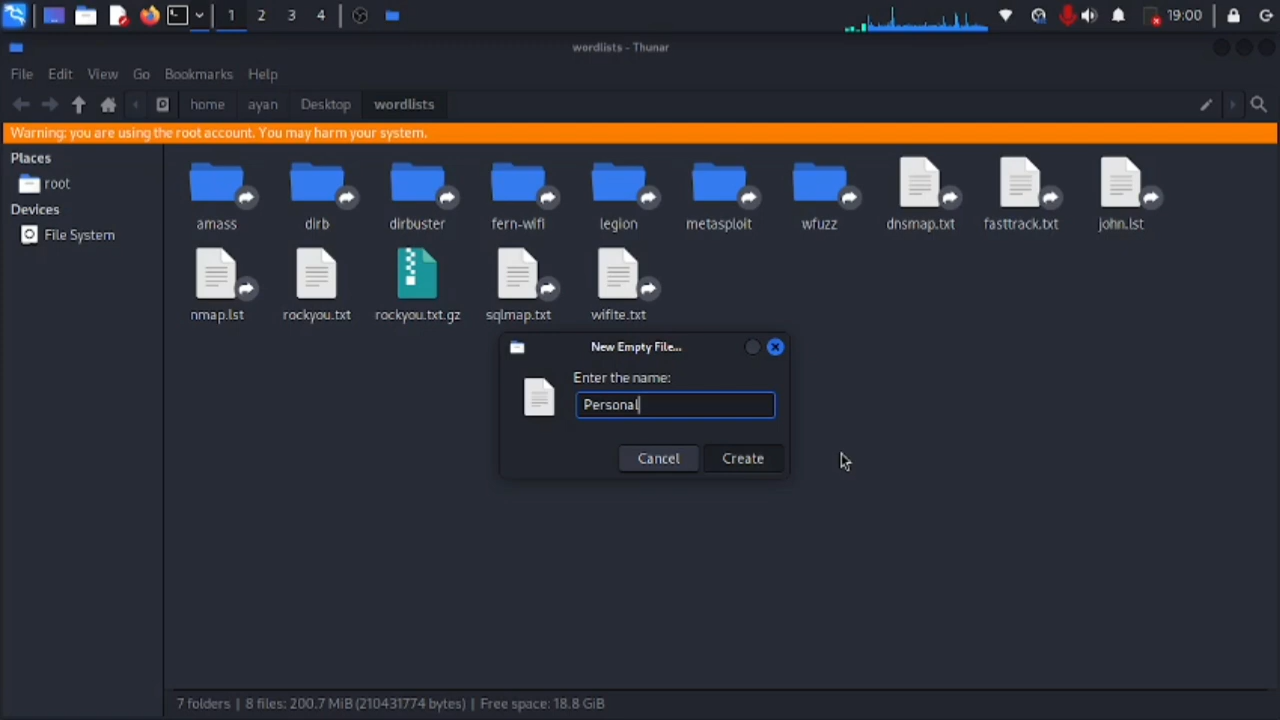 1 2 3 4 19:00
wordlists - Thunar
File Edit View Go Bookmarks Help
home ayan Desktop wordlists
Warning: you are using the root account. You may harm your system.
Places
root
Devices
File System
amass dirb dirbuster fern-wifi legion metasploit wfuzz dnsmap.txt fasttrack.txt john.lst
nmap.lst rockyou.txt rockyou.txt.gz sqlmap.txt wifite.txt
New Empty File...
Enter the name:
Personal
Cancel Create
7 folders | 8 files: 200.7 MiB (210431774 bytes) | Free space: 18.8 GiB